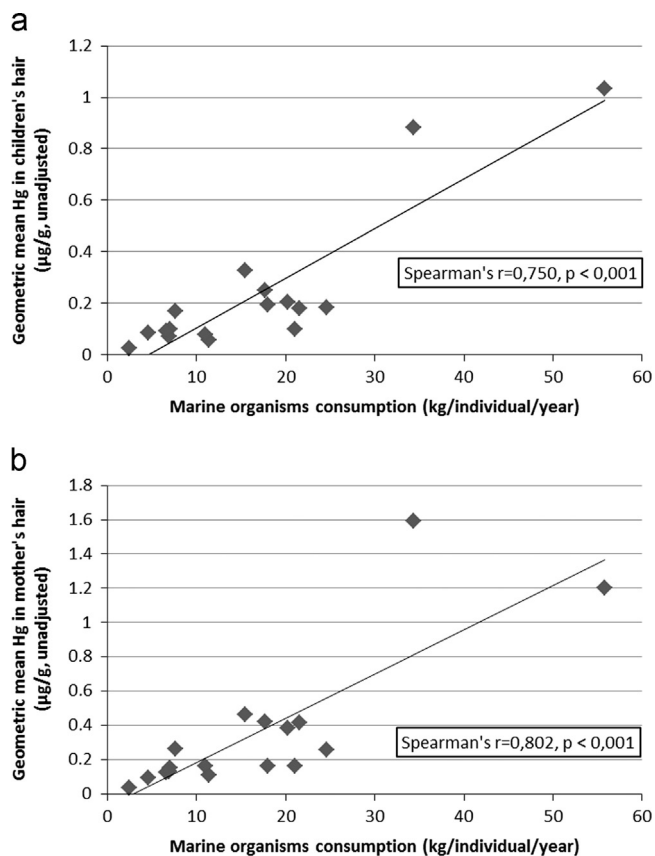 a
1.2
1
0.8
0.6
0.4
0.2
0
Geometric mean Hg in children's hair
(µg/g, unadjusted)
Spearman's r=0,750, p < 0,001
0 10 20 30 40 50 60
Marine organisms consumption (kg/individual/year)
b
1.8
1.6
1.4
1.2
1
0.8
0.6
0.4
0.2
0
Geometric mean Hg in mother's hair
(µg/g, unadjusted)
Spearman's r=0,802, p < 0,001
0 10 20 30 40 50 60
Marine organisms consumption (kg/individual/year)